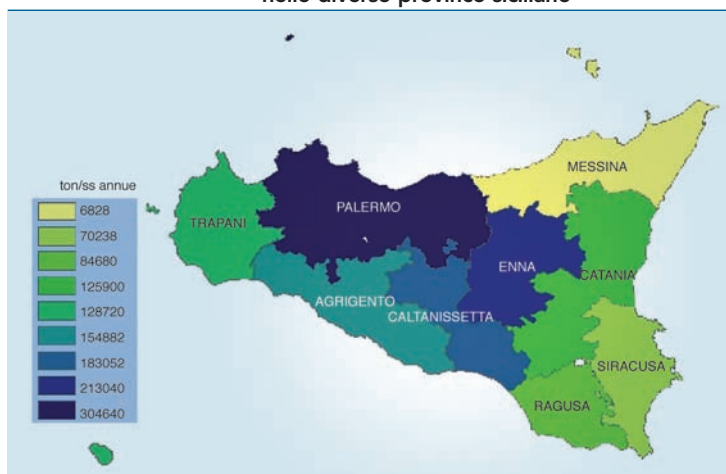 nelle diverse province siciliane
ton/ss annue
6828
70238
84680
125900
128720
154882
183052
213040
304640
MESSINA
PALERMO
TRAPANI
ENNA
CATANIA
AGRIGENTO
CALTANISSETTA
SIRACUSA
RAGUSA